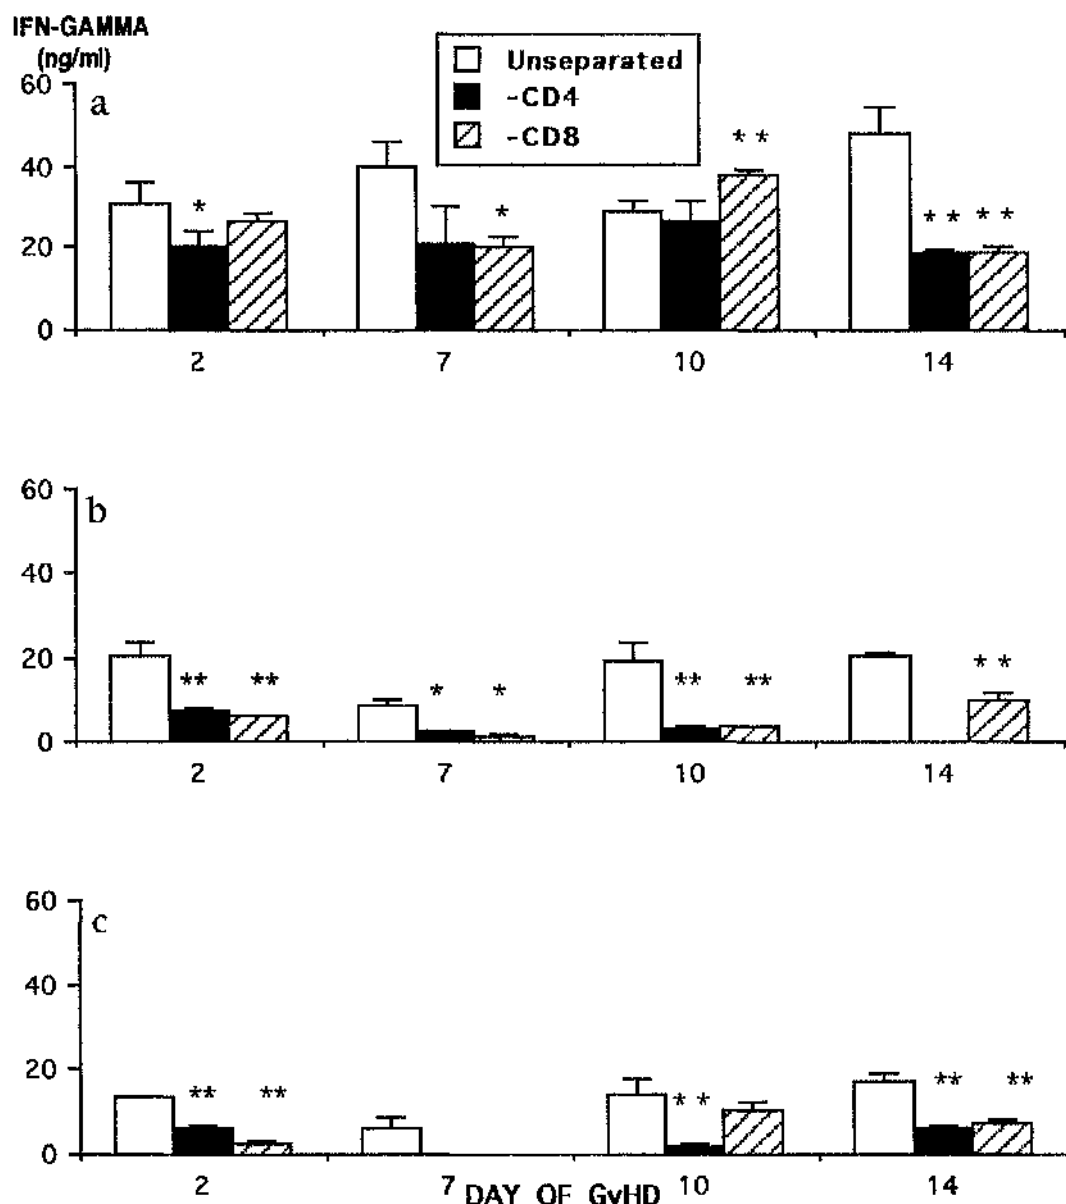 IFN-GAMMA
(ng/ml)
Unseparated
-CD4
-CD8
a
60
40
20
0
* * * * * * * *
2 7 10 14
b
60
40
20
0
** ** * * ** ** * *
2 7 10 14
c
60
40
20
0
** ** * * ** **
2 7 10 14
DAY OF GvHD